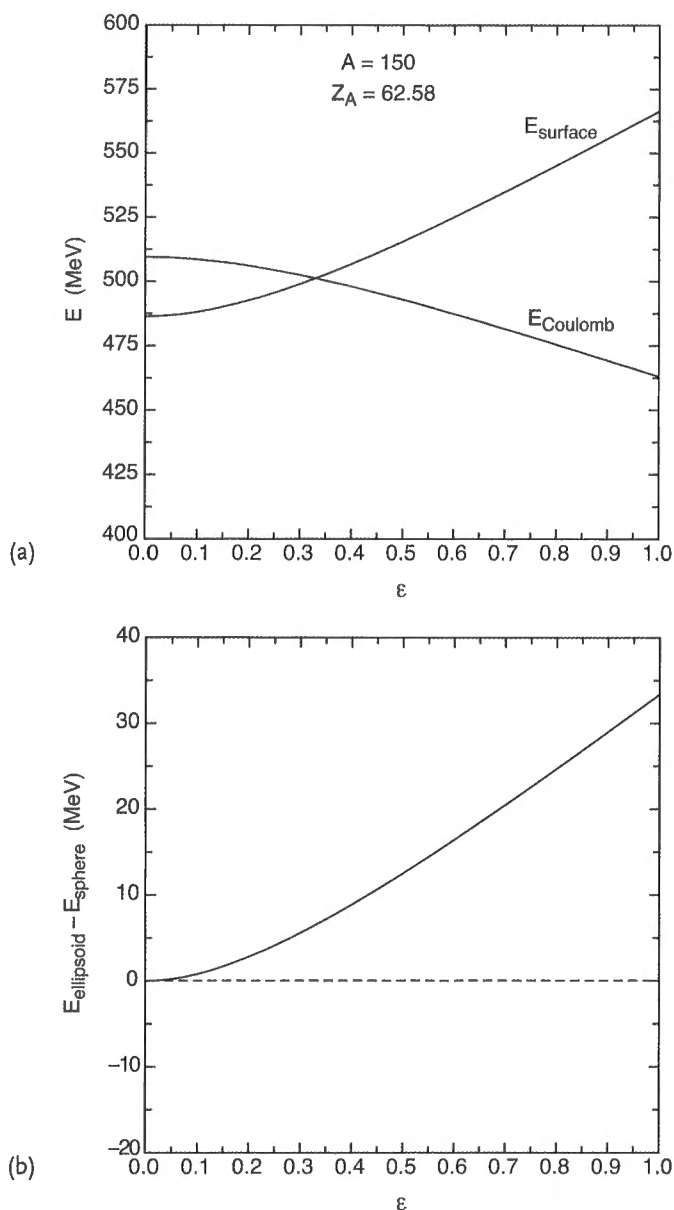 600
575
550
525
500
475
450
425
400
E (MeV)
A = 150
Z_A = 62.58
E_surface
E_Coulomb
(a)
0.0 0.1 0.2 0.3 0.4 0.5 0.6 0.7 0.8 0.9 1.0
ε
40
30
20
10
0
−10
−20
E_ellipsoid − E_sphere (MeV)
(b)
0.0 0.1 0.2 0.3 0.4 0.5 0.6 0.7 0.8 0.9 1.0
ε